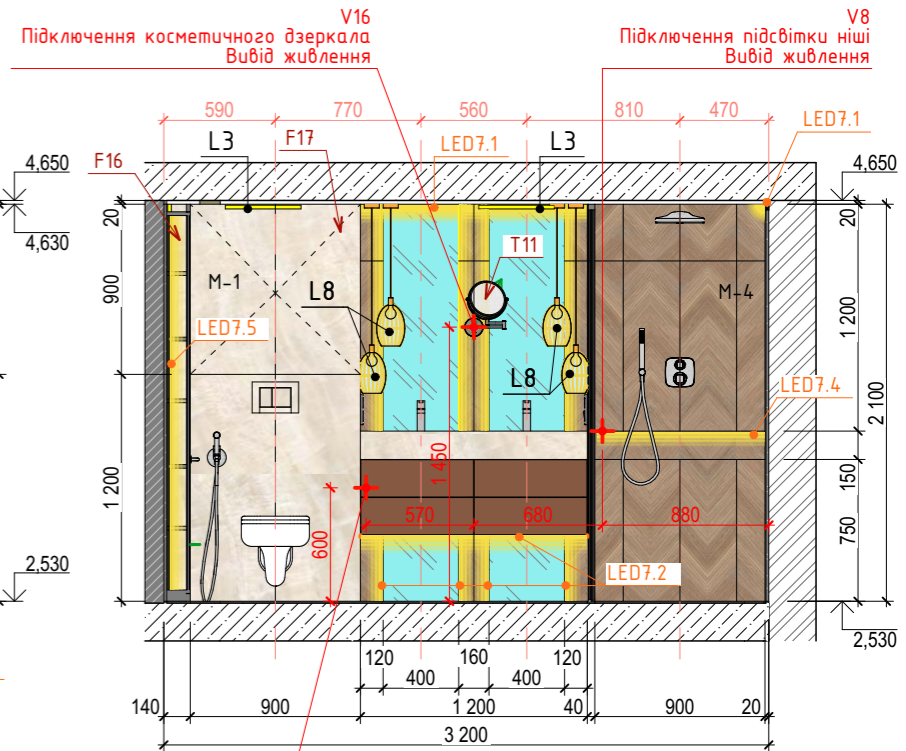 V16
Підключення косметичного дзеркала
Вивід живлення
V8
Підключення підсвітки ніші
Вивід живлення
590
770
560
810
470
LED7.1
L3
F17
LED7.1
L3
F16
4,650
4,650
20
20
4,630
T11
M-1
M-4
900
L8
1 200
LED7.5
2 100
L8
LED7.4
1 450
150
1 200
570
680
880
600
750
2,530
LED7.2
2,530
120
160
120
400
400
140
900
1 200
40
900
20
3 200